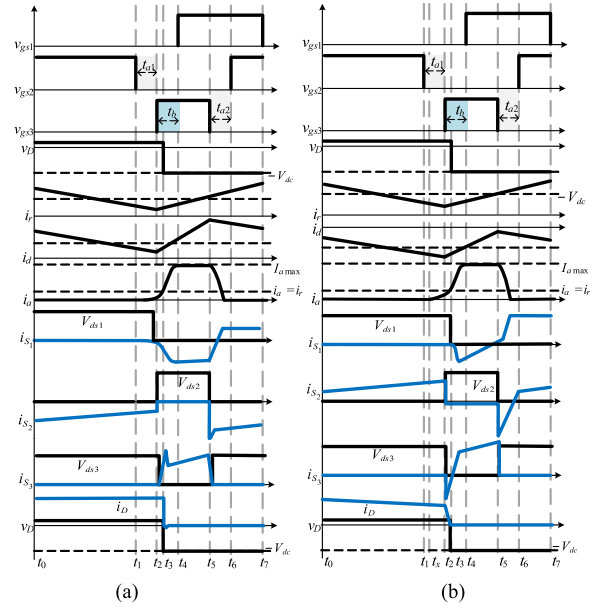 v_gs1
t_a1
v_gs2
t_b
t_a2
v_gs3
v_D
−V_dc
i_r
i_d
I_a max
i_a = i_r
i_a
V_ds1
i_S1
V_ds2
i_S2
V_ds3
i_S3
i_D
v_D
−V_dc
t_0 t_1 t_2 t_3 t_4 t_5 t_6 t_7
(a)
v_gs1
t_a1
v_gs2
t_b
t_a2
v_gs3
v_D
−V_dc
i_r
i_d
I_a max
i_a = i_r
i_a
V_ds1
i_S1
V_ds2
i_S2
V_ds3
i_S3
i_D
v_D
−V_dc
t_0 t_1 t_x t_2 t_3 t_4 t_5 t_6 t_7
(b)